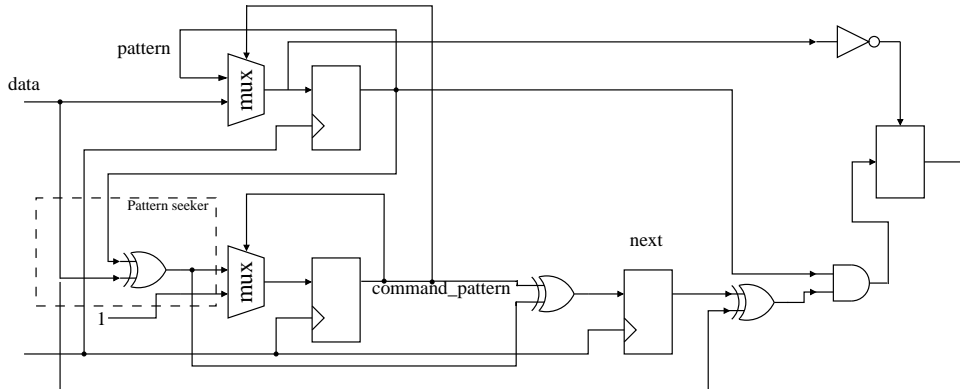 pattern
mux
data
Pattern seeker
next
mux
command_pattern
1